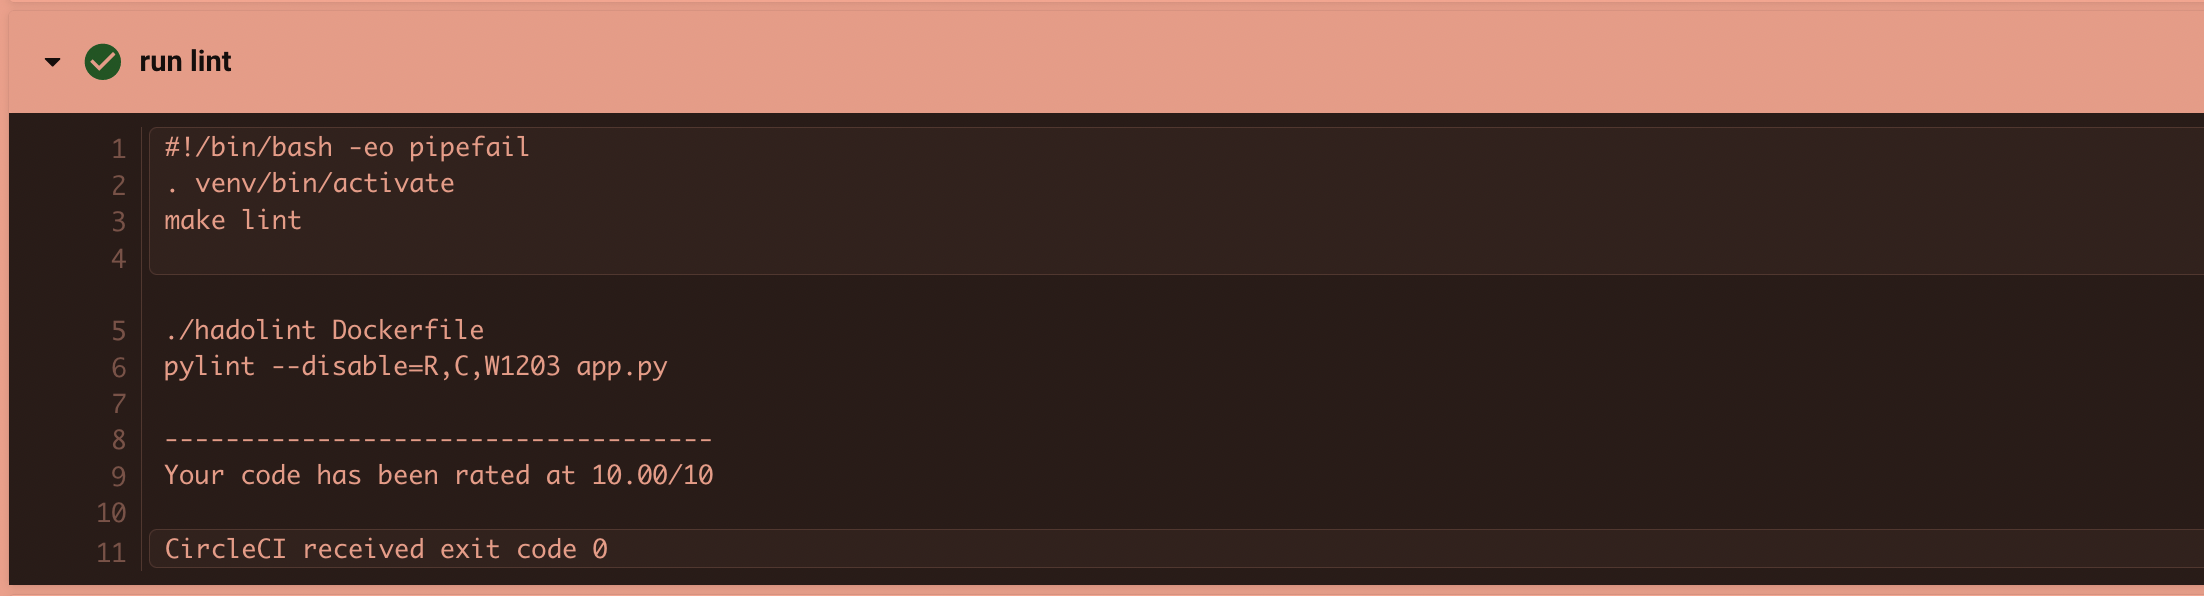 run lint
1 #!/bin/bash -eo pipefail
2 . venv/bin/activate
3 make lint
4
5 ./hadolint Dockerfile
6 pylint --disable=R,C,W1203 app.py
7
8 ------------------------------------
9 Your code has been rated at 10.00/10
10
11 CircleCI received exit code 0